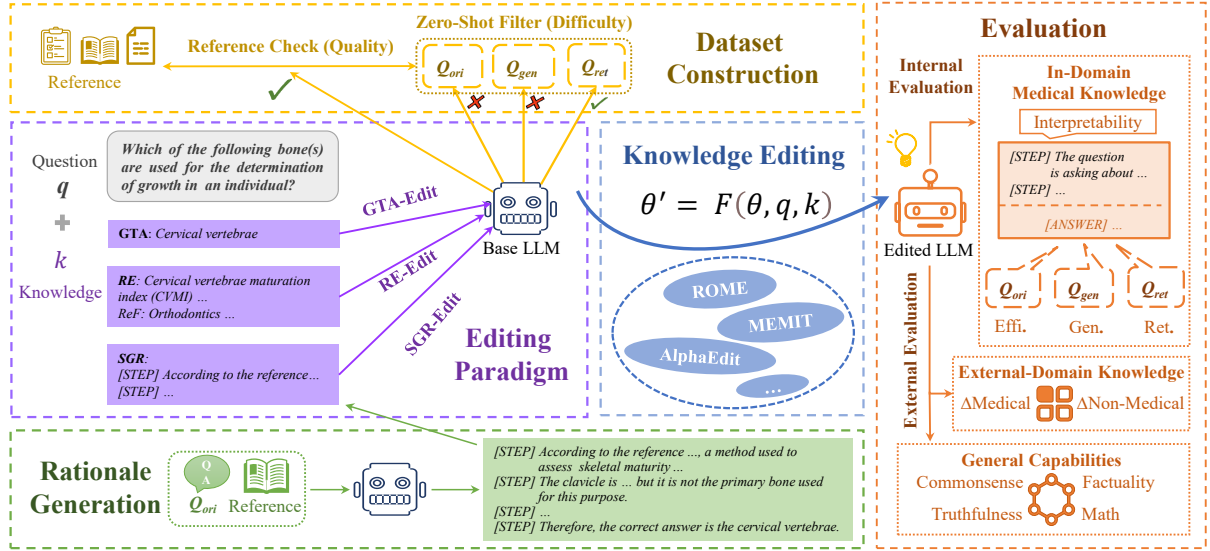 Zero-Shot Filter (Difficulty)
Reference Check (Quality)
Reference
Q_ori
Q_gen
Q_ret
Dataset
Construction
Question
q
+
k
Knowledge
Which of the following bone(s)
are used for the determination
of growth in an individual?
GTA: Cervical vertebrae
RE: Cervical vertebrae maturation
index (CVMI) …
ReF: Orthodontics …
SGR:
[STEP] According to the reference…
[STEP] …
GTA-Edit
RE-Edit
SGR-Edit
Base LLM
Editing
Paradigm
Knowledge Editing
θ′ = F(θ, q, k)
ROME
MEMIT
AlphaEdit
…
Rationale
Generation
Q
A
Q_ori
Reference
[STEP] According to the reference …, a method used to
assess skeletal maturity …
[STEP] The clavicle is … but it is not the primary bone used
for this purpose.
[STEP] …
[STEP] Therefore, the correct answer is the cervical vertebrae.
Evaluation
Internal
Evaluation
In-Domain
Medical Knowledge
Interpretability
[STEP] The question
is asking about …
[STEP] …
[ANSWER] …
Edited LLM
Q_ori
Q_gen
Q_ret
Effi.
Gen.
Ret.
External Evaluation
External-Domain Knowledge
ΔMedical
ΔNon-Medical
General Capabilities
Commonsense
Factuality
Truthfulness
Math